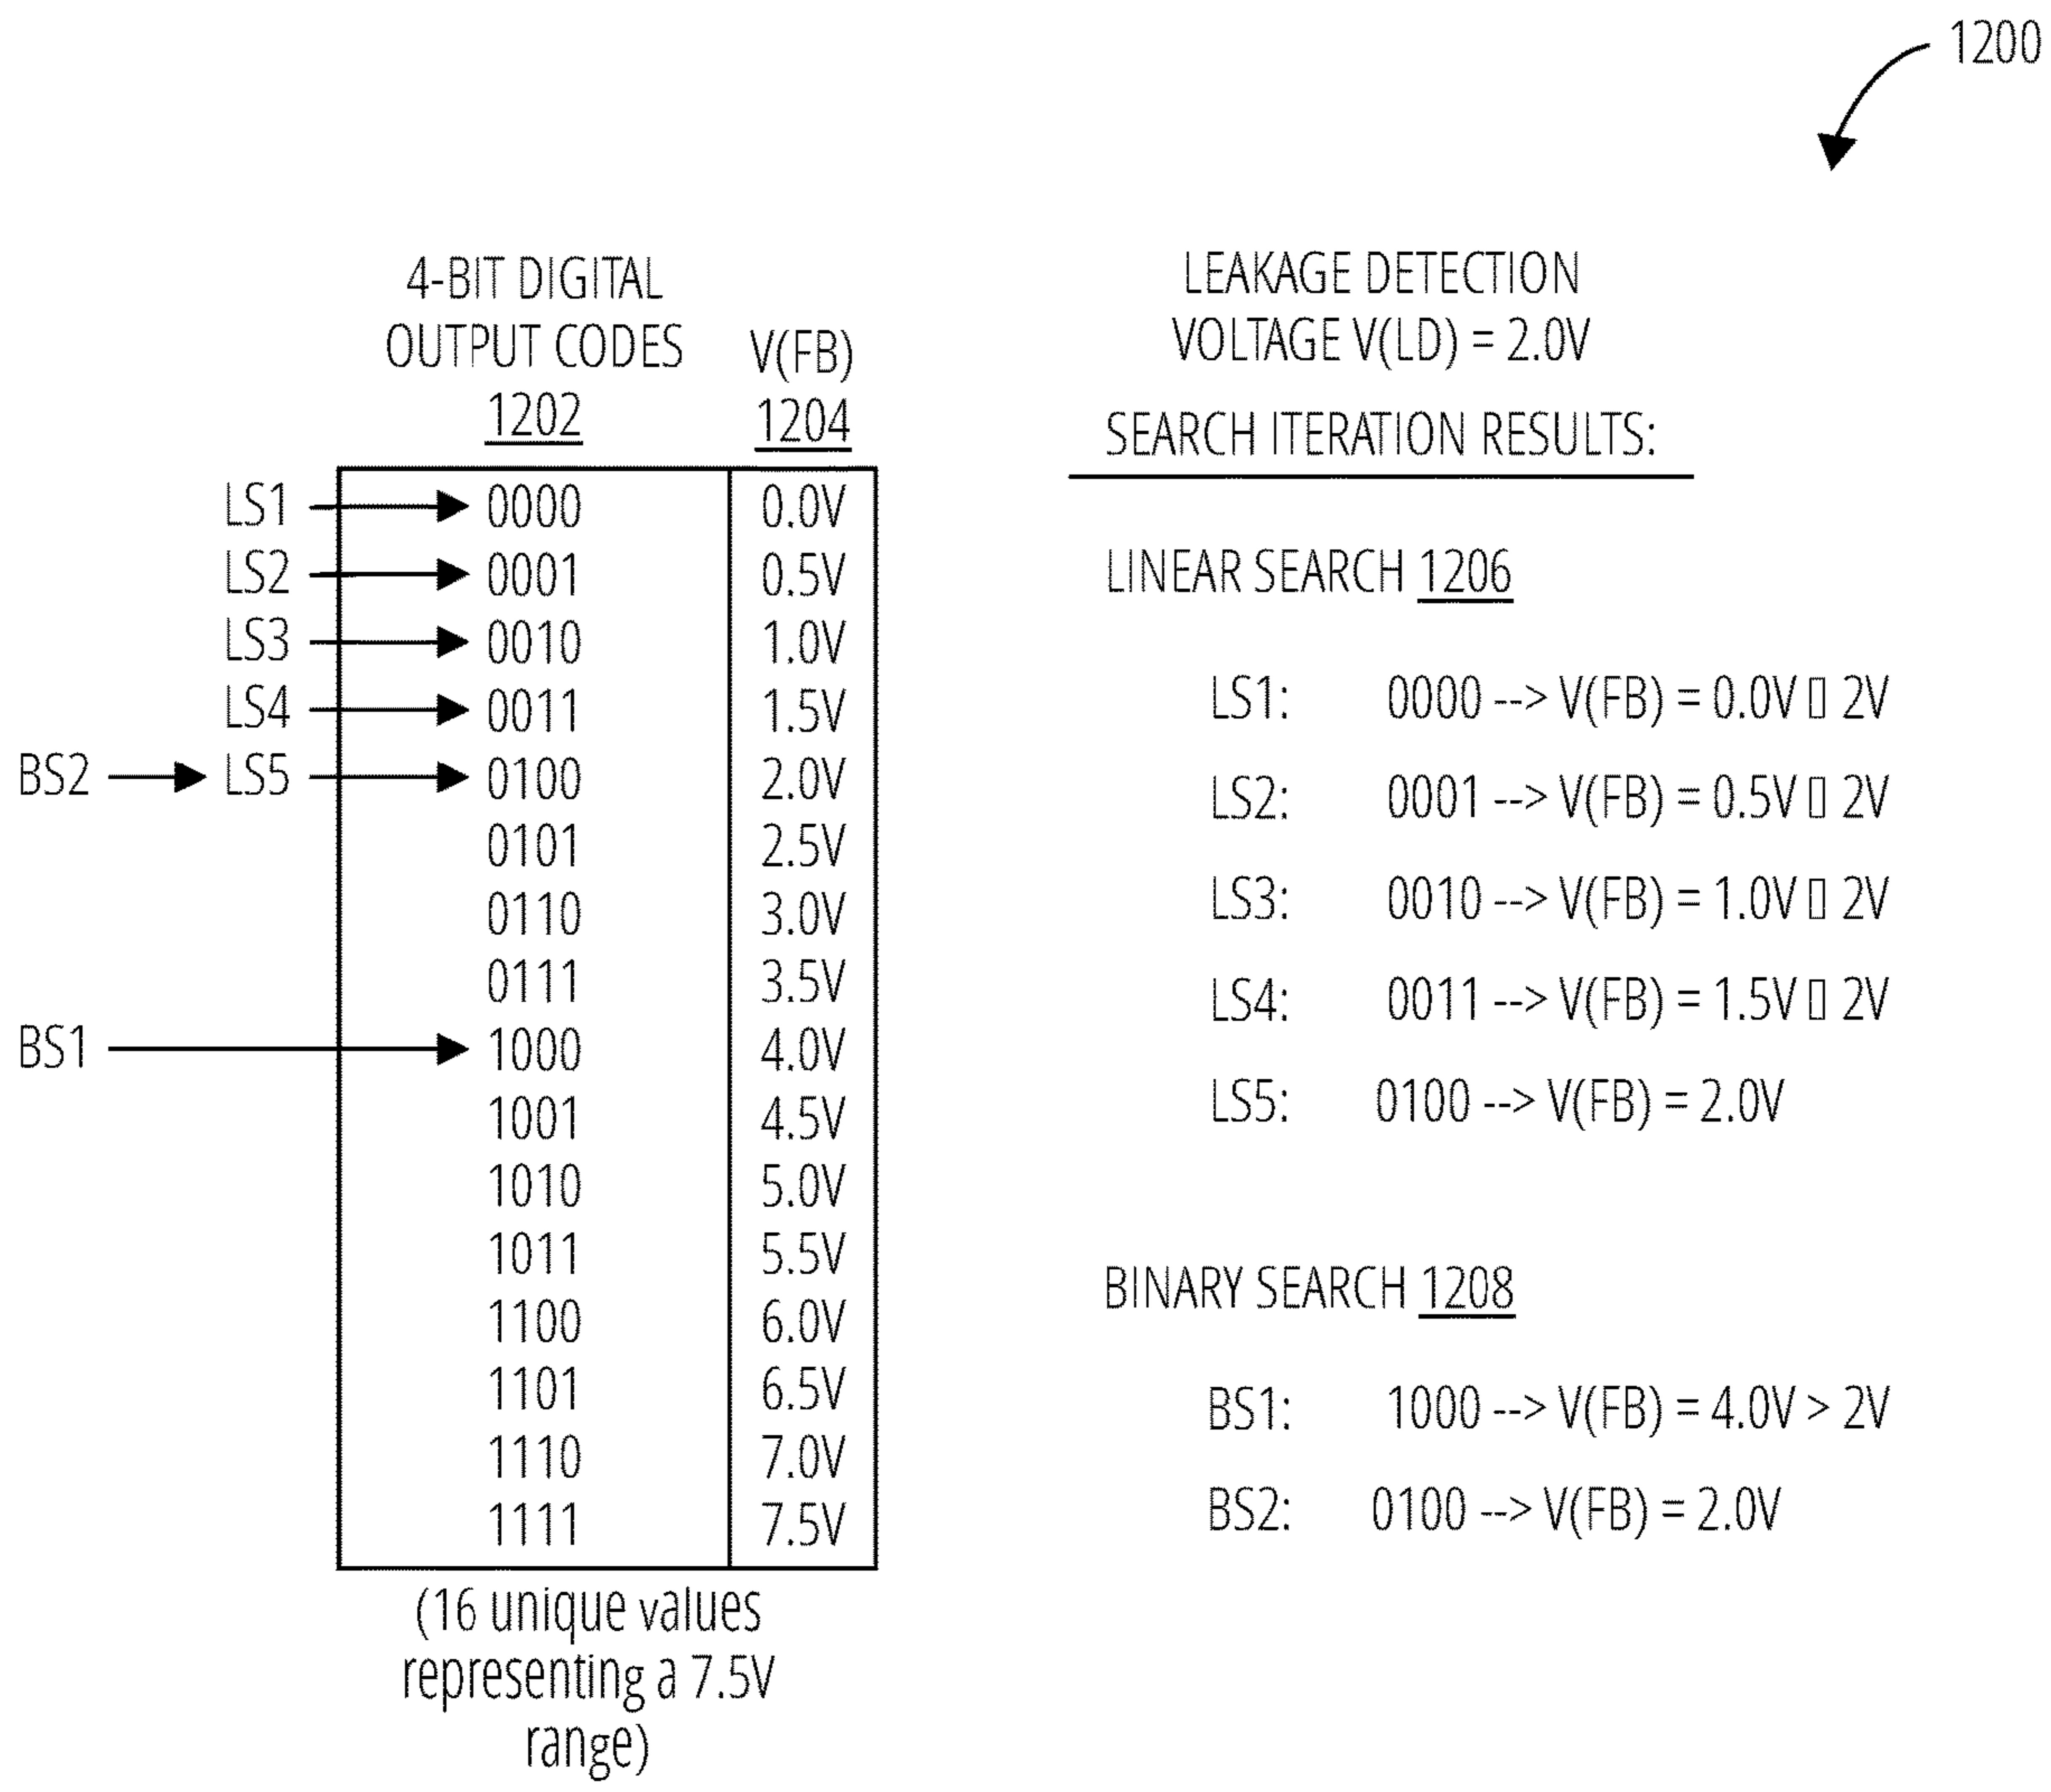 1200
4-BIT DIGITAL
OUTPUT CODES
1202
V(FB)
1204
LS1 0000 0.0V
LS2 0001 0.5V
LS3 0010 1.0V
LS4 0011 1.5V
BS2 LS5 0100 2.0V
0101 2.5V
0110 3.0V
0111 3.5V
BS1 1000 4.0V
1001 4.5V
1010 5.0V
1011 5.5V
1100 6.0V
1101 6.5V
1110 7.0V
1111 7.5V
(16 unique values
representing a 7.5V
range)
LEAKAGE DETECTION
VOLTAGE V(LD) = 2.0V
SEARCH ITERATION RESULTS:
LINEAR SEARCH 1206
LS1: 0000 --> V(FB) = 0.0V ▯ 2V
LS2: 0001 --> V(FB) = 0.5V ▯ 2V
LS3: 0010 --> V(FB) = 1.0V ▯ 2V
LS4: 0011 --> V(FB) = 1.5V ▯ 2V
LS5: 0100 --> V(FB) = 2.0V
BINARY SEARCH 1208
BS1: 1000 --> V(FB) = 4.0V > 2V
BS2: 0100 --> V(FB) = 2.0V